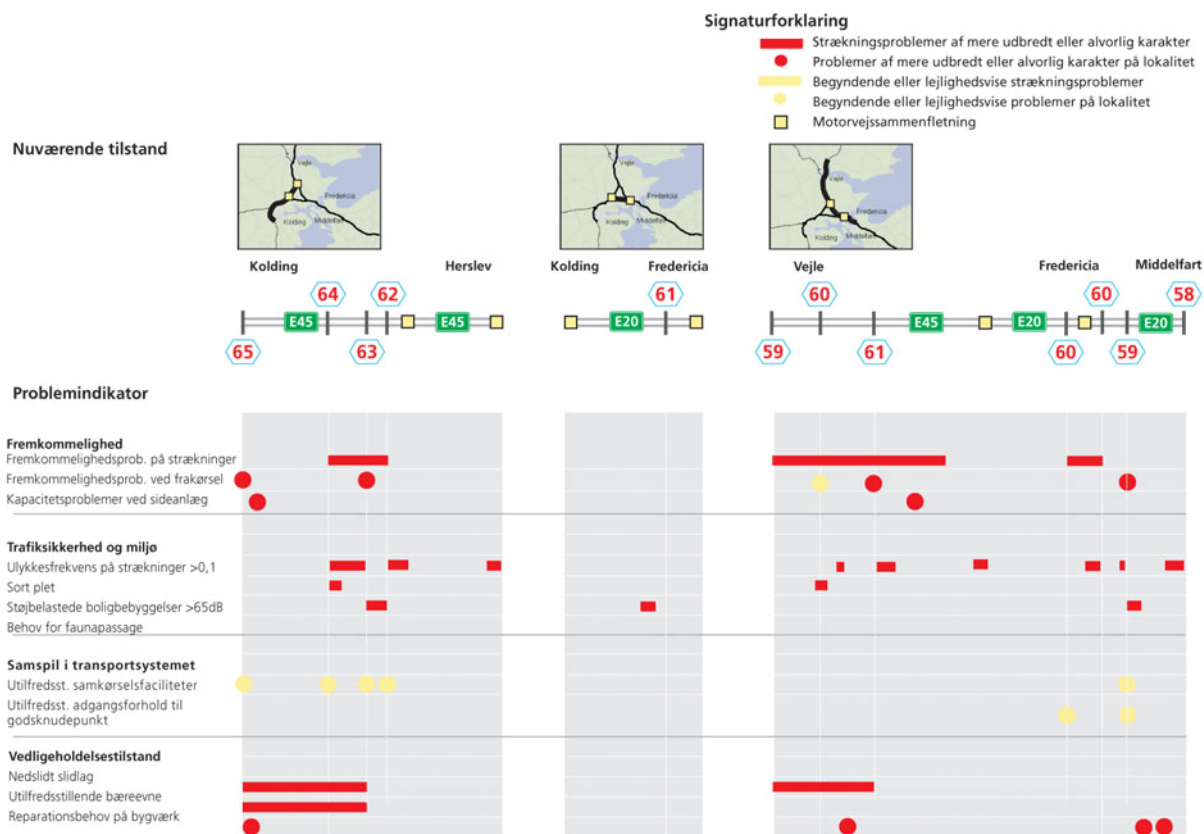 Signaturforklaring
Strækningsproblemer af mere udbredt eller alvorlig karakter
Problemer af mere udbredt eller alvorlig karakter på lokalitet
Begyndende eller lejlighedsvise strækningsproblemer
Begyndende eller lejlighedsvise problemer på lokalitet
Motorvejssammenfletning
Nuværende tilstand
Vejle
Fredericia
Kolding
Middelfart
Vejle
Fredericia
Kolding
Middelfart
Vejle
Fredericia
Kolding
Middelfart
Kolding Herslev Kolding Fredericia Vejle Fredericia Middelfart
64 62 61 60 60 58
E45 E45 E20 E45 E20 E20
65 63 59 61 60 59
Problemindikator
Fremkommelighed
Fremkommelighedsprob. på strækninger
Fremkommelighedsprob. ved frakørsel
Kapacitetsproblemer ved sideanlæg
Trafiksikkerhed og miljø
Ulykkesfrekvens på strækninger >0,1
Sort plet
Støjbelastede boligbebyggelser >65dB
Behov for faunapassage
Samspil i transportsystemet
Utilfredsst. samkørselsfaciliteter
Utilfredsst. adgangsforhold til
godsknudepunkt
Vedligeholdelsestilstand
Nedslidt slidlag
Utilfredsstillende bæreevne
Reparationsbehov på bygværk